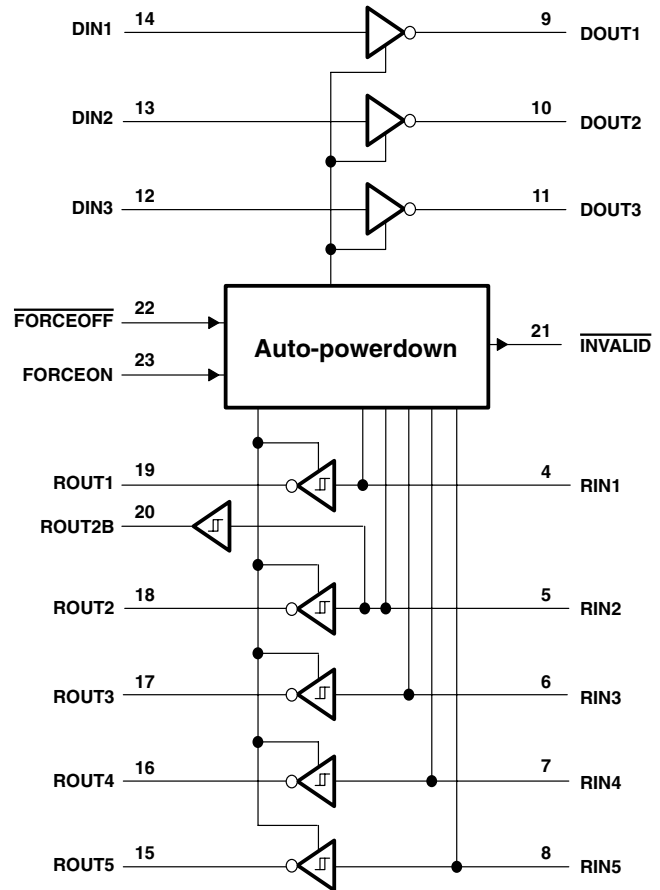 DIN1 14 9 DOUT1
DIN2 13 10 DOUT2
DIN3 12 11 DOUT3
FORCEOFF 22
Auto-powerdown
21 INVALID
FORCEON 23
ROUT1 19 4 RIN1
ROUT2B 20
ROUT2 18 5 RIN2
ROUT3 17 6 RIN3
ROUT4 16 7 RIN4
ROUT5 15 8 RIN5